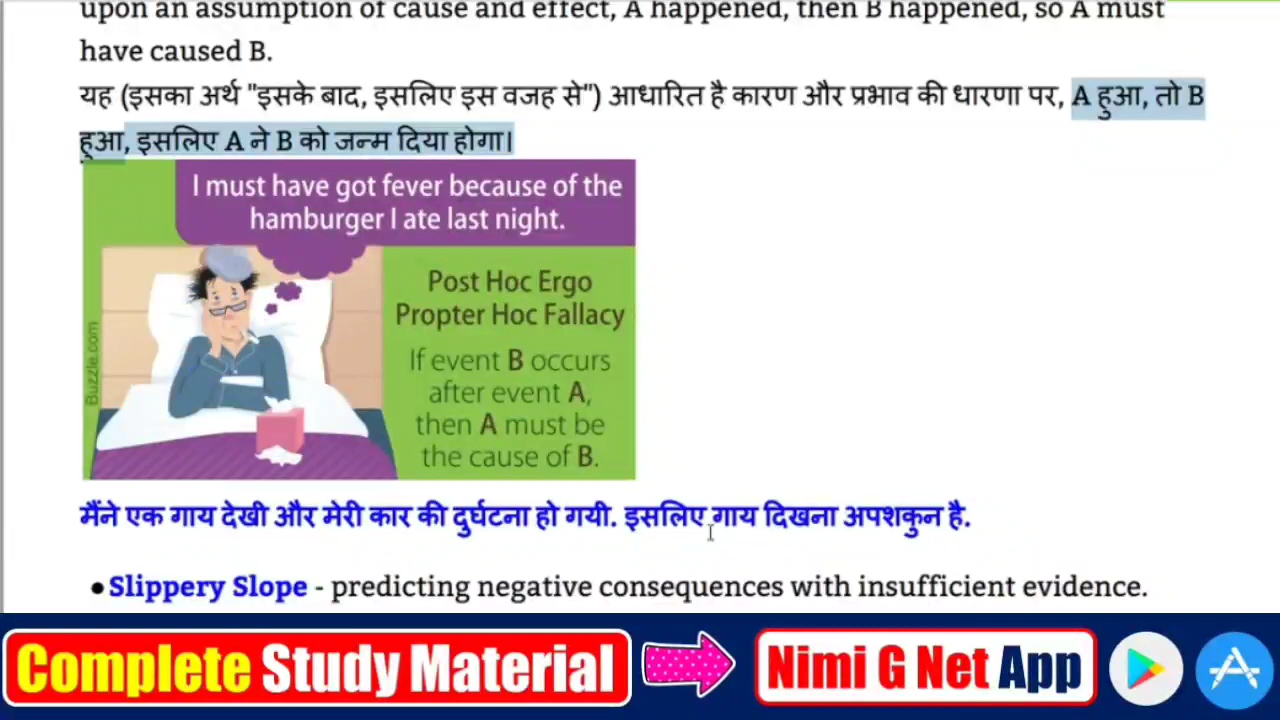 upon an assumption of cause and effect, A happened, then B happened, so A must
have caused B.
यह (इसका अर्थ "इसके बाद, इसलिए इस वजह से") आधारित है कारण और प्रभाव की धारणा पर, A हुआ, तो B
हुआ, इसलिए A ने B को जन्म दिया होगा।
I must have got fever because of the
hamburger I ate last night.
Post Hoc Ergo
Propter Hoc Fallacy
If event B occurs
after event A,
then A must be
the cause of B.
Buzzle.com
मैंने एक गाय देखी और मेरी कार की दुर्घटना हो गयी. इसलिए गाय दिखना अपशकुन है.
●Slippery Slope - predicting negative consequences with insufficient evidence.
Complete Study Material
Nimi G Net App